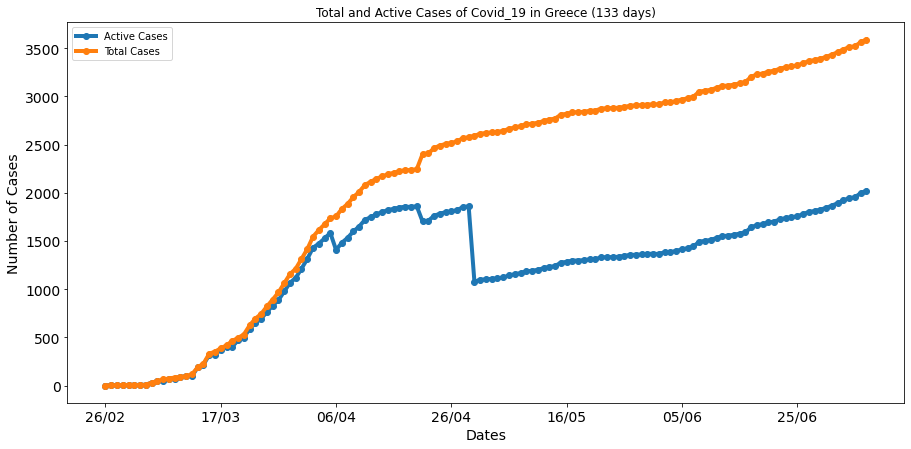 Total and Active Cases of Covid_19 in Greece (133 days)
Active Cases
Total Cases
Number of Cases
3500
3000
2500
2000
1500
1000
500
0
26/02 17/03 06/04 26/04 16/05 05/06 25/06
Dates